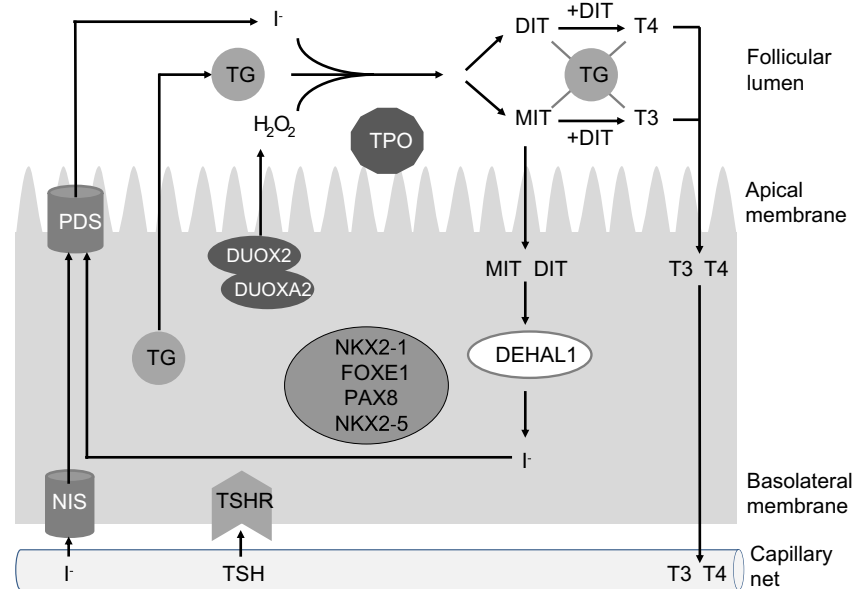 +DIT
I-
DIT
T4
Follicular
lumen
TG
TG
H2O2
MIT
T3
+DIT
TPO
Apical
membrane
PDS
DUOX2
MIT DIT
T3 T4
DUOXA2
TG
NKX2-1
FOXE1
PAX8
NKX2-5
DEHAL1
I-
Basolateral
membrane
NIS
TSHR
Capillary
net
I-
TSH
T3 T4